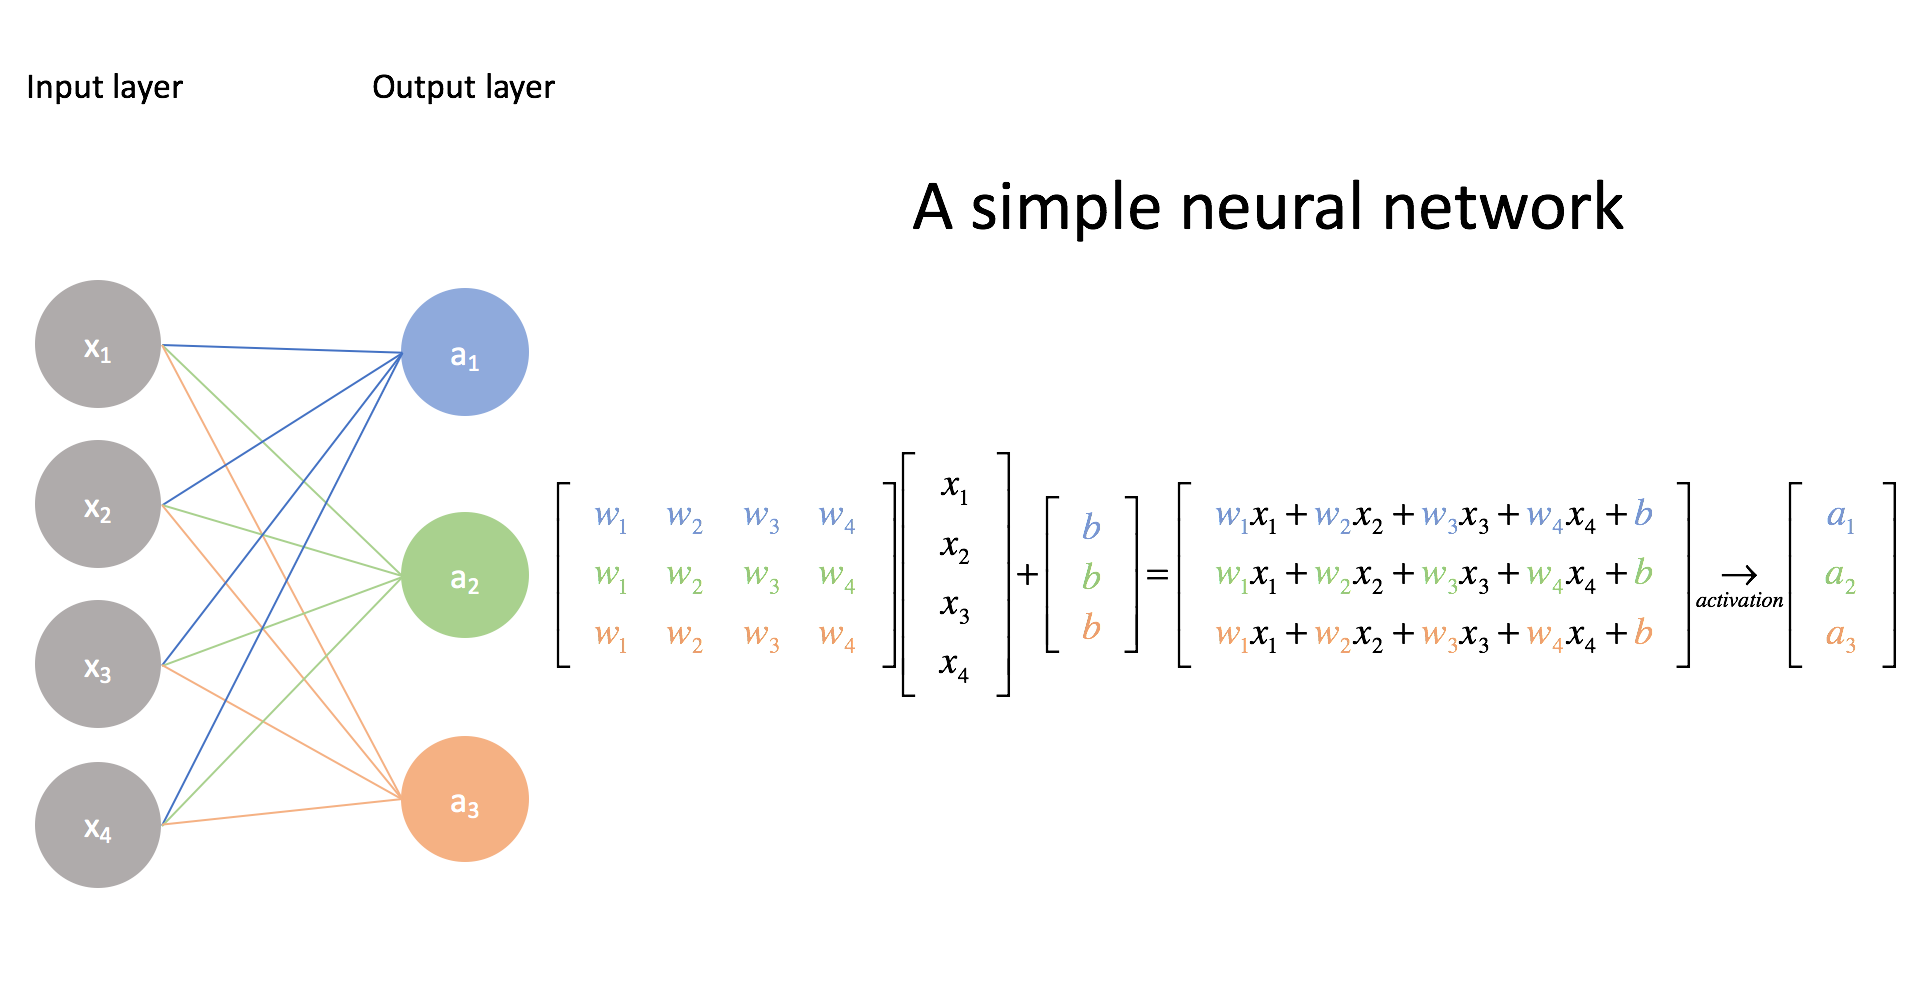 Input layer
Output layer
A simple neural network
x₁
x₂
x₃
x₄
a₁
a₂
a₃
w₁ w₂ w₃ w₄
w₁ w₂ w₃ w₄
w₁ w₂ w₃ w₄
x₁
x₂
x₃
x₄
+
b
b
b
=
w₁x₁ + w₂x₂ + w₃x₃ + w₄x₄ + b
w₁x₁ + w₂x₂ + w₃x₃ + w₄x₄ + b
w₁x₁ + w₂x₂ + w₃x₃ + w₄x₄ + b
→
activation
a₁
a₂
a₃